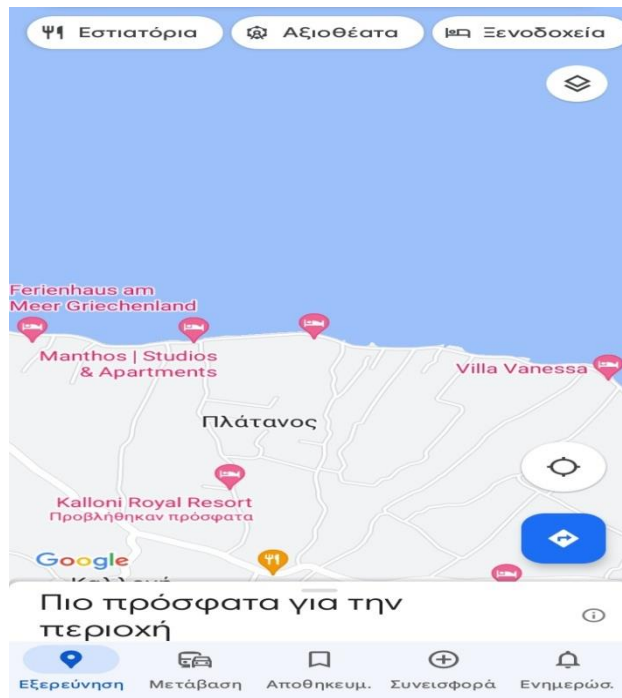 Εστιατόρια
Αξιοθέατα
Ξενοδοχεία
Ferienhaus am
Meer Griechenland
Manthos | Studios
& Apartments
Villa Vanessa
Πλάτανος
Kalloni Royal Resort
Προβλήθηκαν πρόσφατα
Google
Πιο πρόσφατα για την
περιοχή
Εξερεύνηση
Μετάβαση
Αποθηκευμ.
Συνεισφορά
Ενημερώσ.